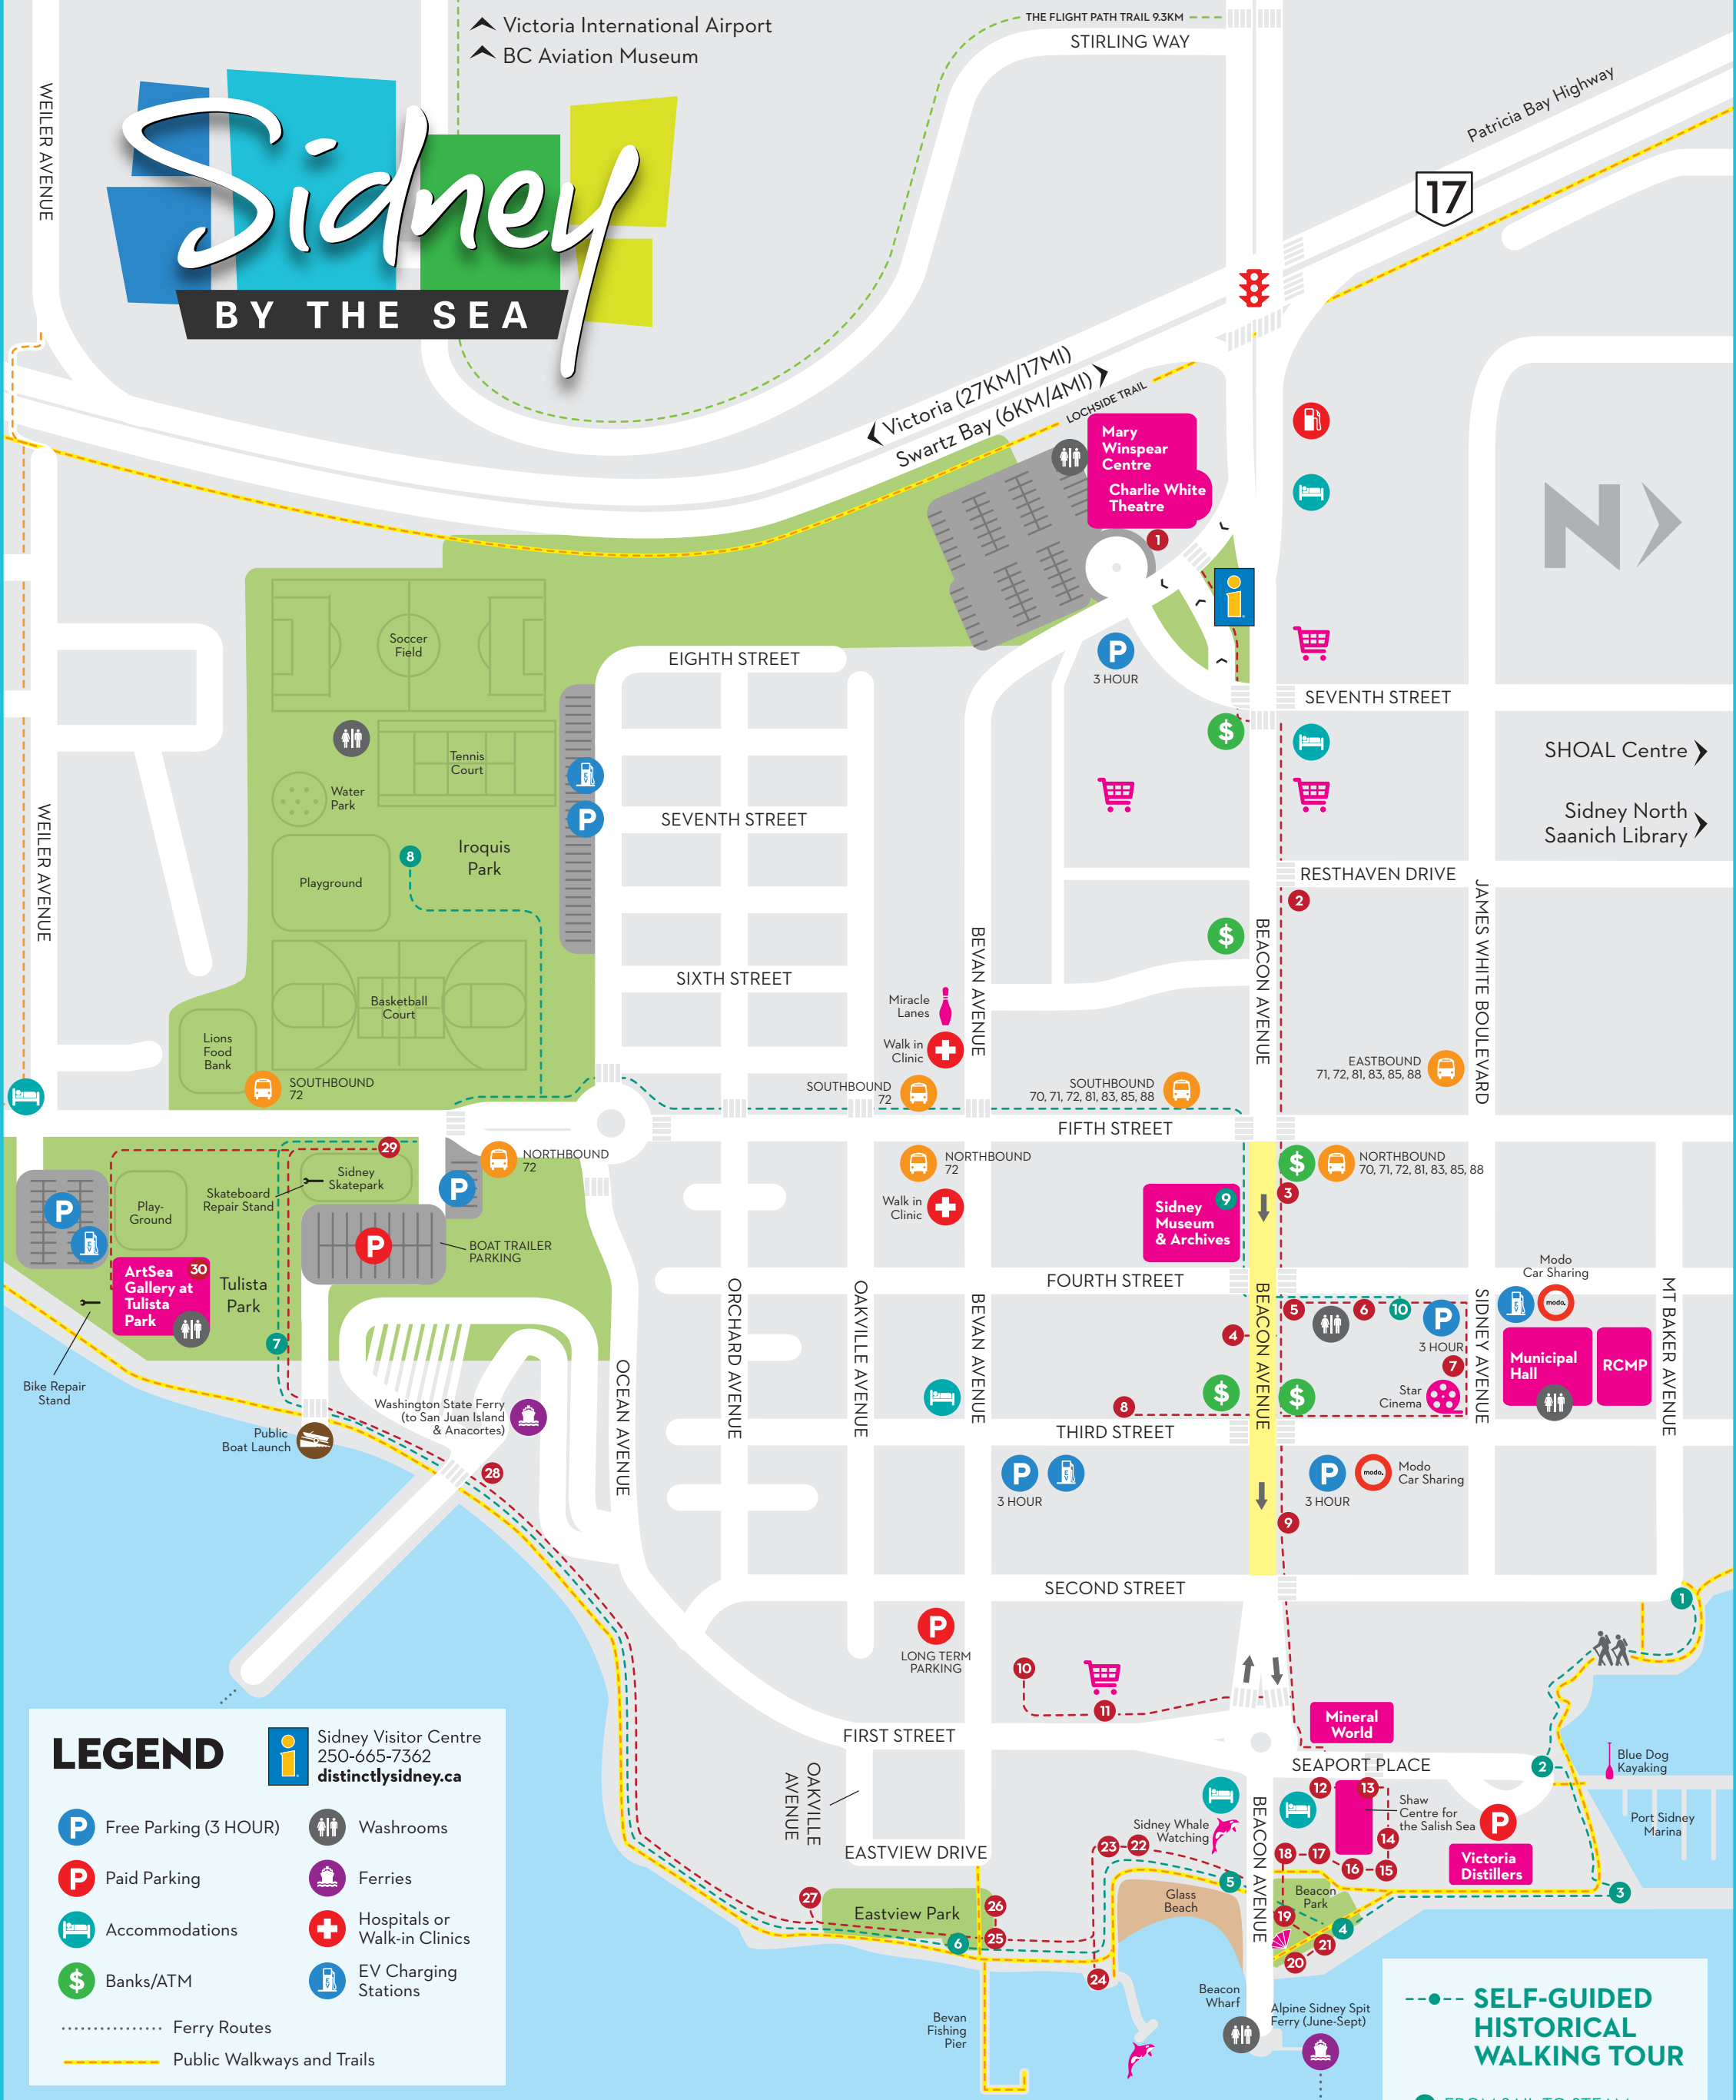 Victoria International Airport
BC Aviation Museum
THE FLIGHT PATH TRAIL 9.3KM
STIRLING WAY
Patricia Bay Highway
17
WEILER AVENUE
Sidney
BY THE SEA
Victoria (27KM/17MI)
Swartz Bay (6KM/4MI)
LOCHSIDE TRAIL
Mary
Winspear
Centre
Charlie White
Theatre
1
N
i
Soccer
Field
EIGHTH STREET
P
3 HOUR
SEVENTH STREET
$
SHOAL Centre
Sidney North
Saanich Library
Tennis
Court
Water
Park
P
SEVENTH STREET
8
Iroquis
Park
Playground
WEILER AVENUE
RESTHAVEN DRIVE
2
JAMES WHITE BOULEVARD
BEACON AVENUE
BEVAN AVENUE
$
SIXTH STREET
Basketball
Court
Miracle
Lanes
Walk in
Clinic
Lions
Food
Bank
SOUTHBOUND
72
SOUTHBOUND
72
SOUTHBOUND
70, 71, 72, 81, 83, 85, 88
EASTBOUND
71, 72, 81, 83, 85, 88
FIFTH STREET
29
NORTHBOUND
72
NORTHBOUND
72
$
NORTHBOUND
70, 71, 72, 81, 83, 85, 88
Sidney
Skatepark
Skateboard
Repair Stand
P
P
Play-
Ground
Walk in
Clinic
3
Sidney
Museum
& Archives
9
P
BOAT TRAILER
PARKING
ArtSea
Gallery at
Tulista
Park
30
Tulista
Park
7
Bike Repair
Stand
Public
Boat Launch
Washington State Ferry
(to San Juan Island
& Anacortes)
28
OCEAN AVENUE
ORCHARD AVENUE
OAKVILLE AVENUE
BEVAN AVENUE
FOURTH STREET
BEACON AVENUE
4
5
6
10
P
3 HOUR
7
Star
Cinema
SIDNEY AVENUE
Modo
Car Sharing
modo.
Municipal
Hall
RCMP
MT BAKER AVENUE
8
$
$
THIRD STREET
P
3 HOUR
P
3 HOUR
modo.
Modo
Car Sharing
9
SECOND STREET
1
P
LONG TERM
PARKING
10
11
Mineral
World
FIRST STREET
SEAPORT PLACE
2
Blue Dog
Kayaking
Port Sidney
Marina
OAKVILLE
AVENUE
EASTVIEW DRIVE
Sidney Whale
Watching
BEACON AVENUE
12
13
Shaw
Centre for
the Salish Sea
P
14
15
16
17
18
Victoria
Distillers
23
22
5
3
Glass
Beach
Beacon
Park
19
4
21
20
27
Eastview Park
26
25
6
24
Bevan
Fishing
Pier
Beacon
Wharf
Alpine Sidney Spit
Ferry (June-Sept)
LEGEND
i
Sidney Visitor Centre
250-665-7362
distinctlysidney.ca
P Free Parking (3 HOUR)
Washrooms
P Paid Parking
Ferries
Accommodations
Hospitals or
Walk-in Clinics
$ Banks/ATM
EV Charging
Stations
Ferry Routes
Public Walkways and Trails
SELF-GUIDED
HISTORICAL
WALKING TOUR